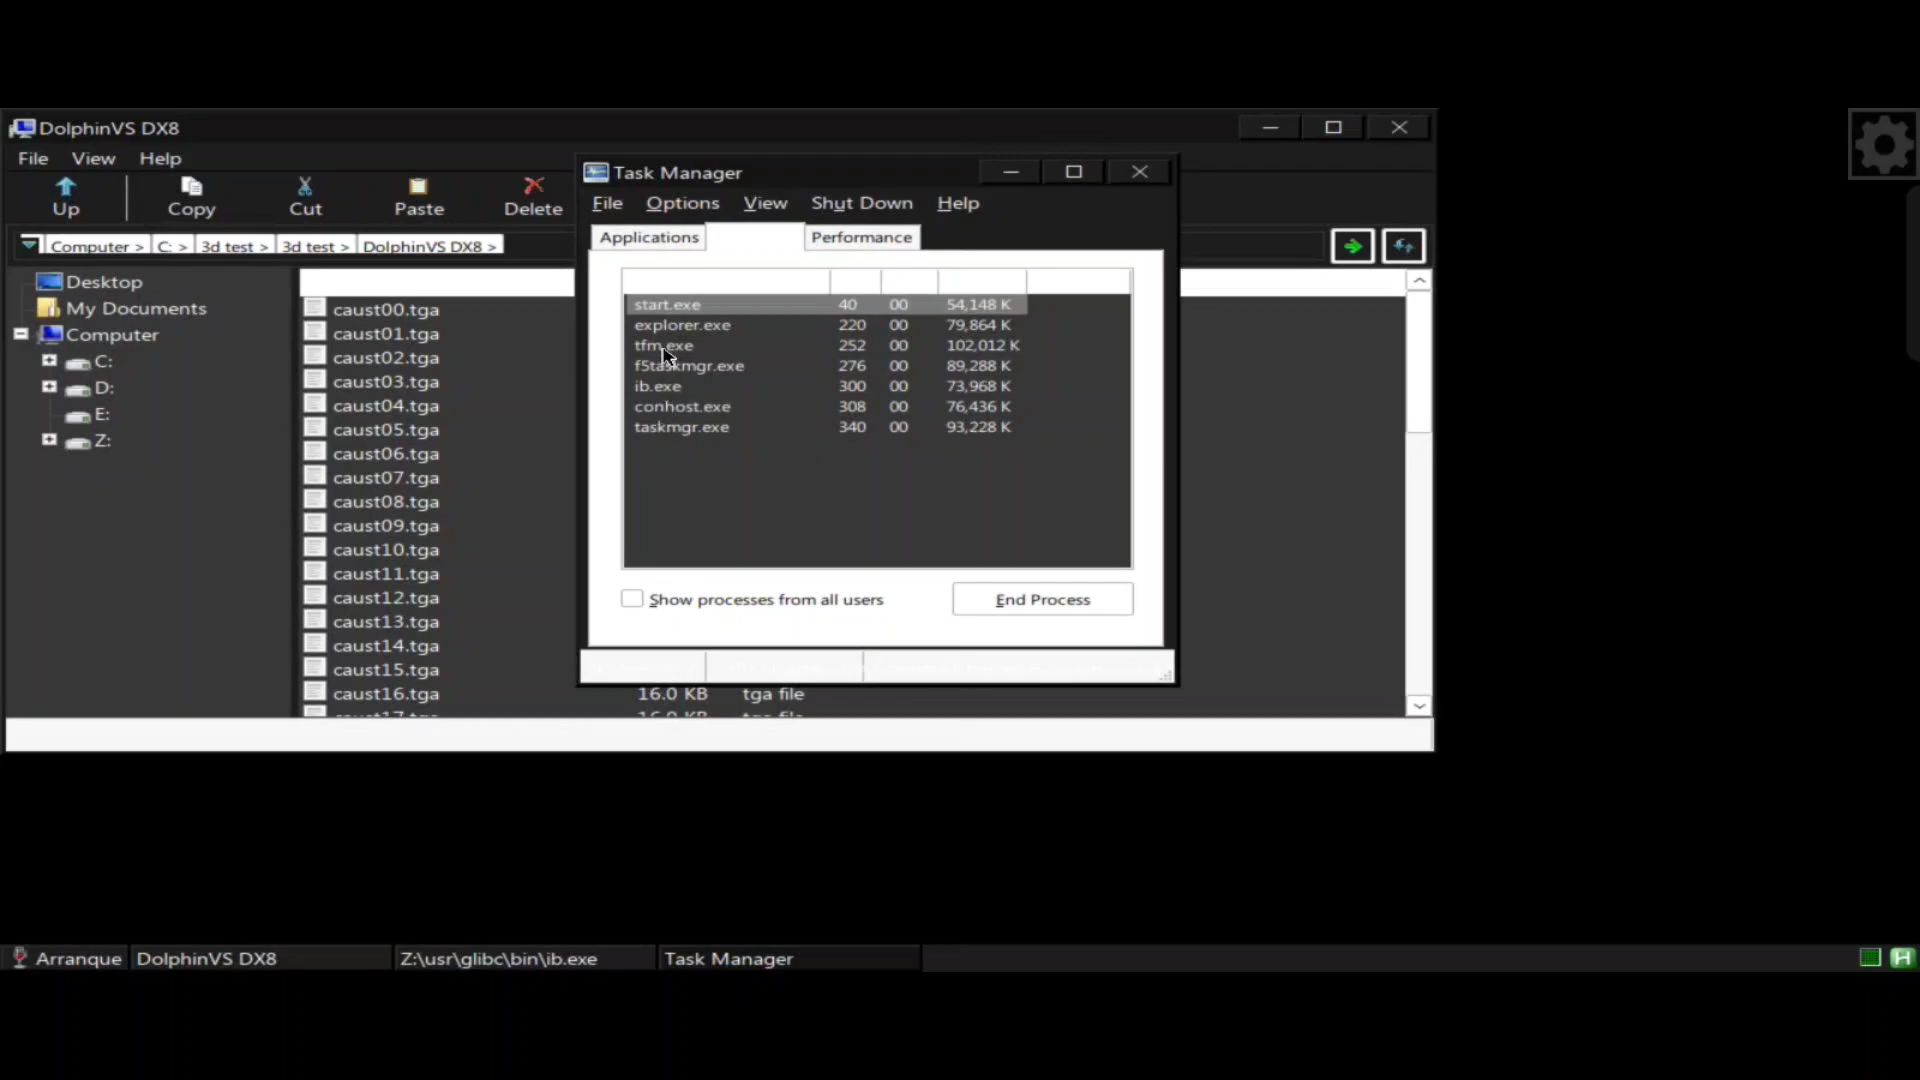 DolphinVS DX8
File View Help
Up Copy Cut Paste Delete
Computer > C: > 3d test > 3d test > DolphinVS DX8 >
Desktop
My Documents
Computer
C:
D:
E:
Z:
caust00.tga
caust01.tga
caust02.tga
caust03.tga
caust04.tga
caust05.tga
caust06.tga
caust07.tga
caust08.tga
caust09.tga
caust10.tga
caust11.tga
caust12.tga
caust13.tga
caust14.tga
caust15.tga
caust16.tga 16.0 KB tga file
Task Manager
File Options View Shut Down Help
Applications Performance
start.exe 40 00 54,148 K
explorer.exe 220 00 79,864 K
tfm.exe 252 00 102,012 K
f5taskmgr.exe 276 00 89,288 K
ib.exe 300 00 73,968 K
conhost.exe 308 00 76,436 K
taskmgr.exe 340 00 93,228 K
Show processes from all users End Process
Arranque DolphinVS DX8 Z:\usr\glibc\bin\ib.exe Task Manager H